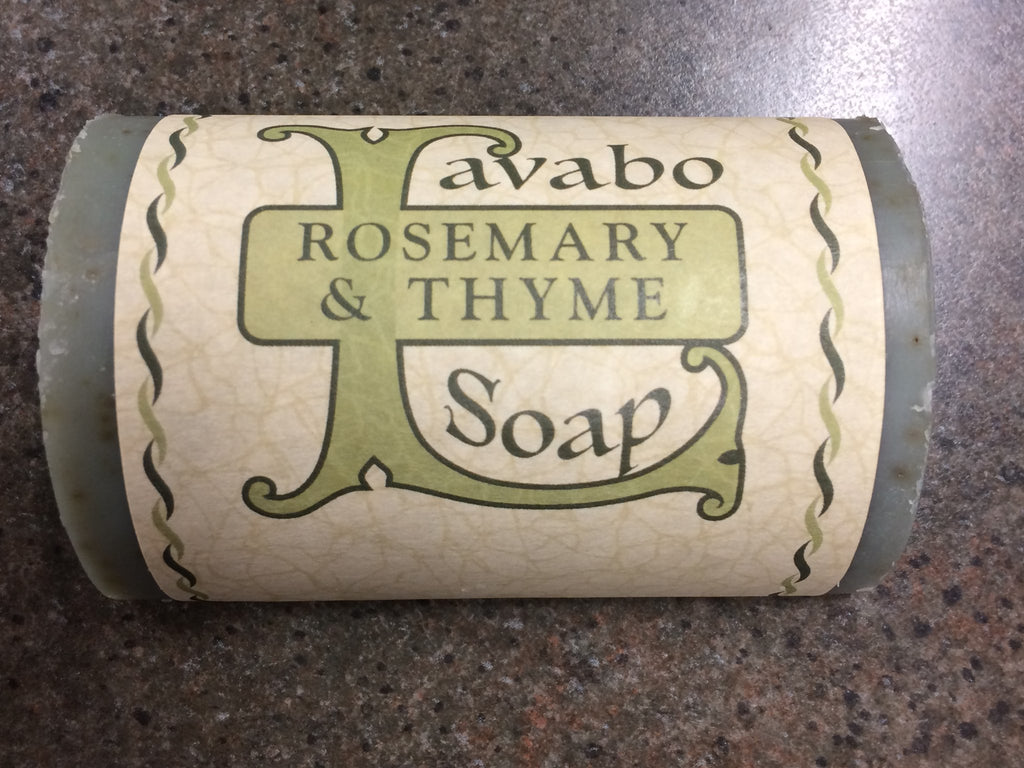 Lavabo
ROSEMARY
& THYME
Soap